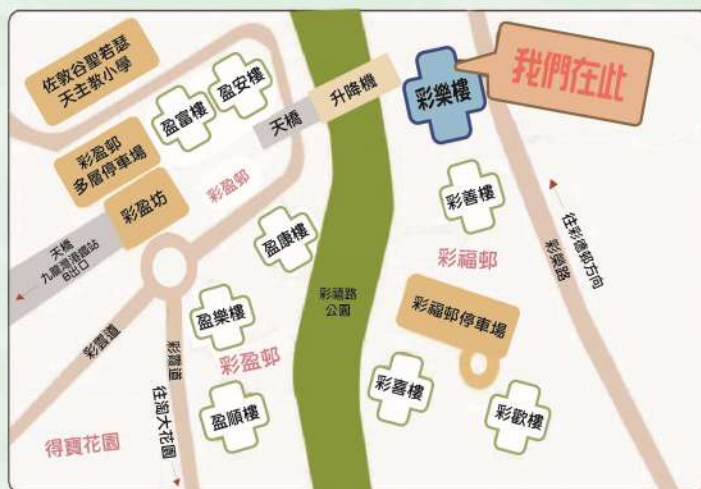 佐敦谷聖若瑟
天主教小學
盈富樓
盈安樓
天橋
升降機
彩樂樓
我們在此
彩盈邨
多層停車場
彩盈坊
彩盈邨
天橋
九龍灣港鐵站
B出口
盈康樓
彩善樓
彩福邨
往彩德邨方向
彩榮路
彩禧路
公園
彩福邨停車場
盈樂樓
彩盈邨
盈順樓
彩霞道
彩霞道
往淘大花園
得寶花園
彩喜樓
彩歡樓